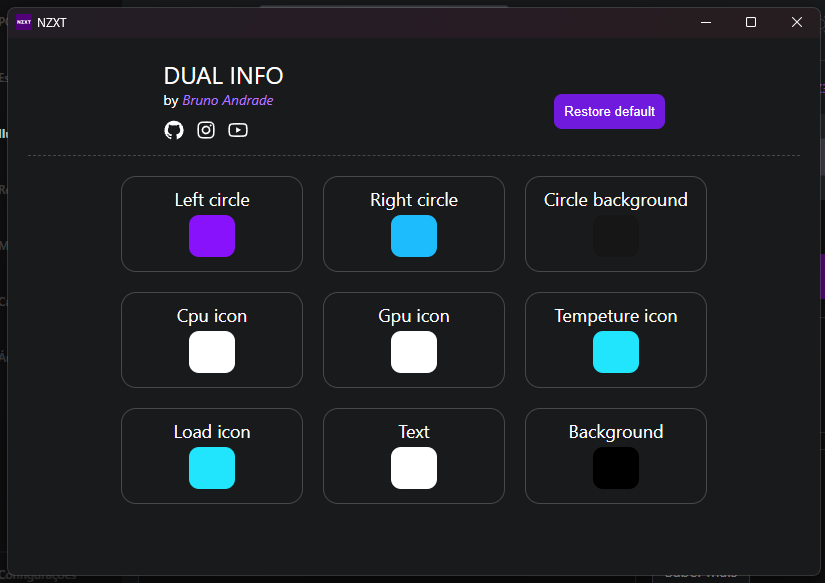 NZXT NZXT
DUAL INFO
by Bruno Andrade
Restore default
Left circle
Right circle
Circle background
Cpu icon
Gpu icon
Tempeture icon
Load icon
Text
Background
Configurações